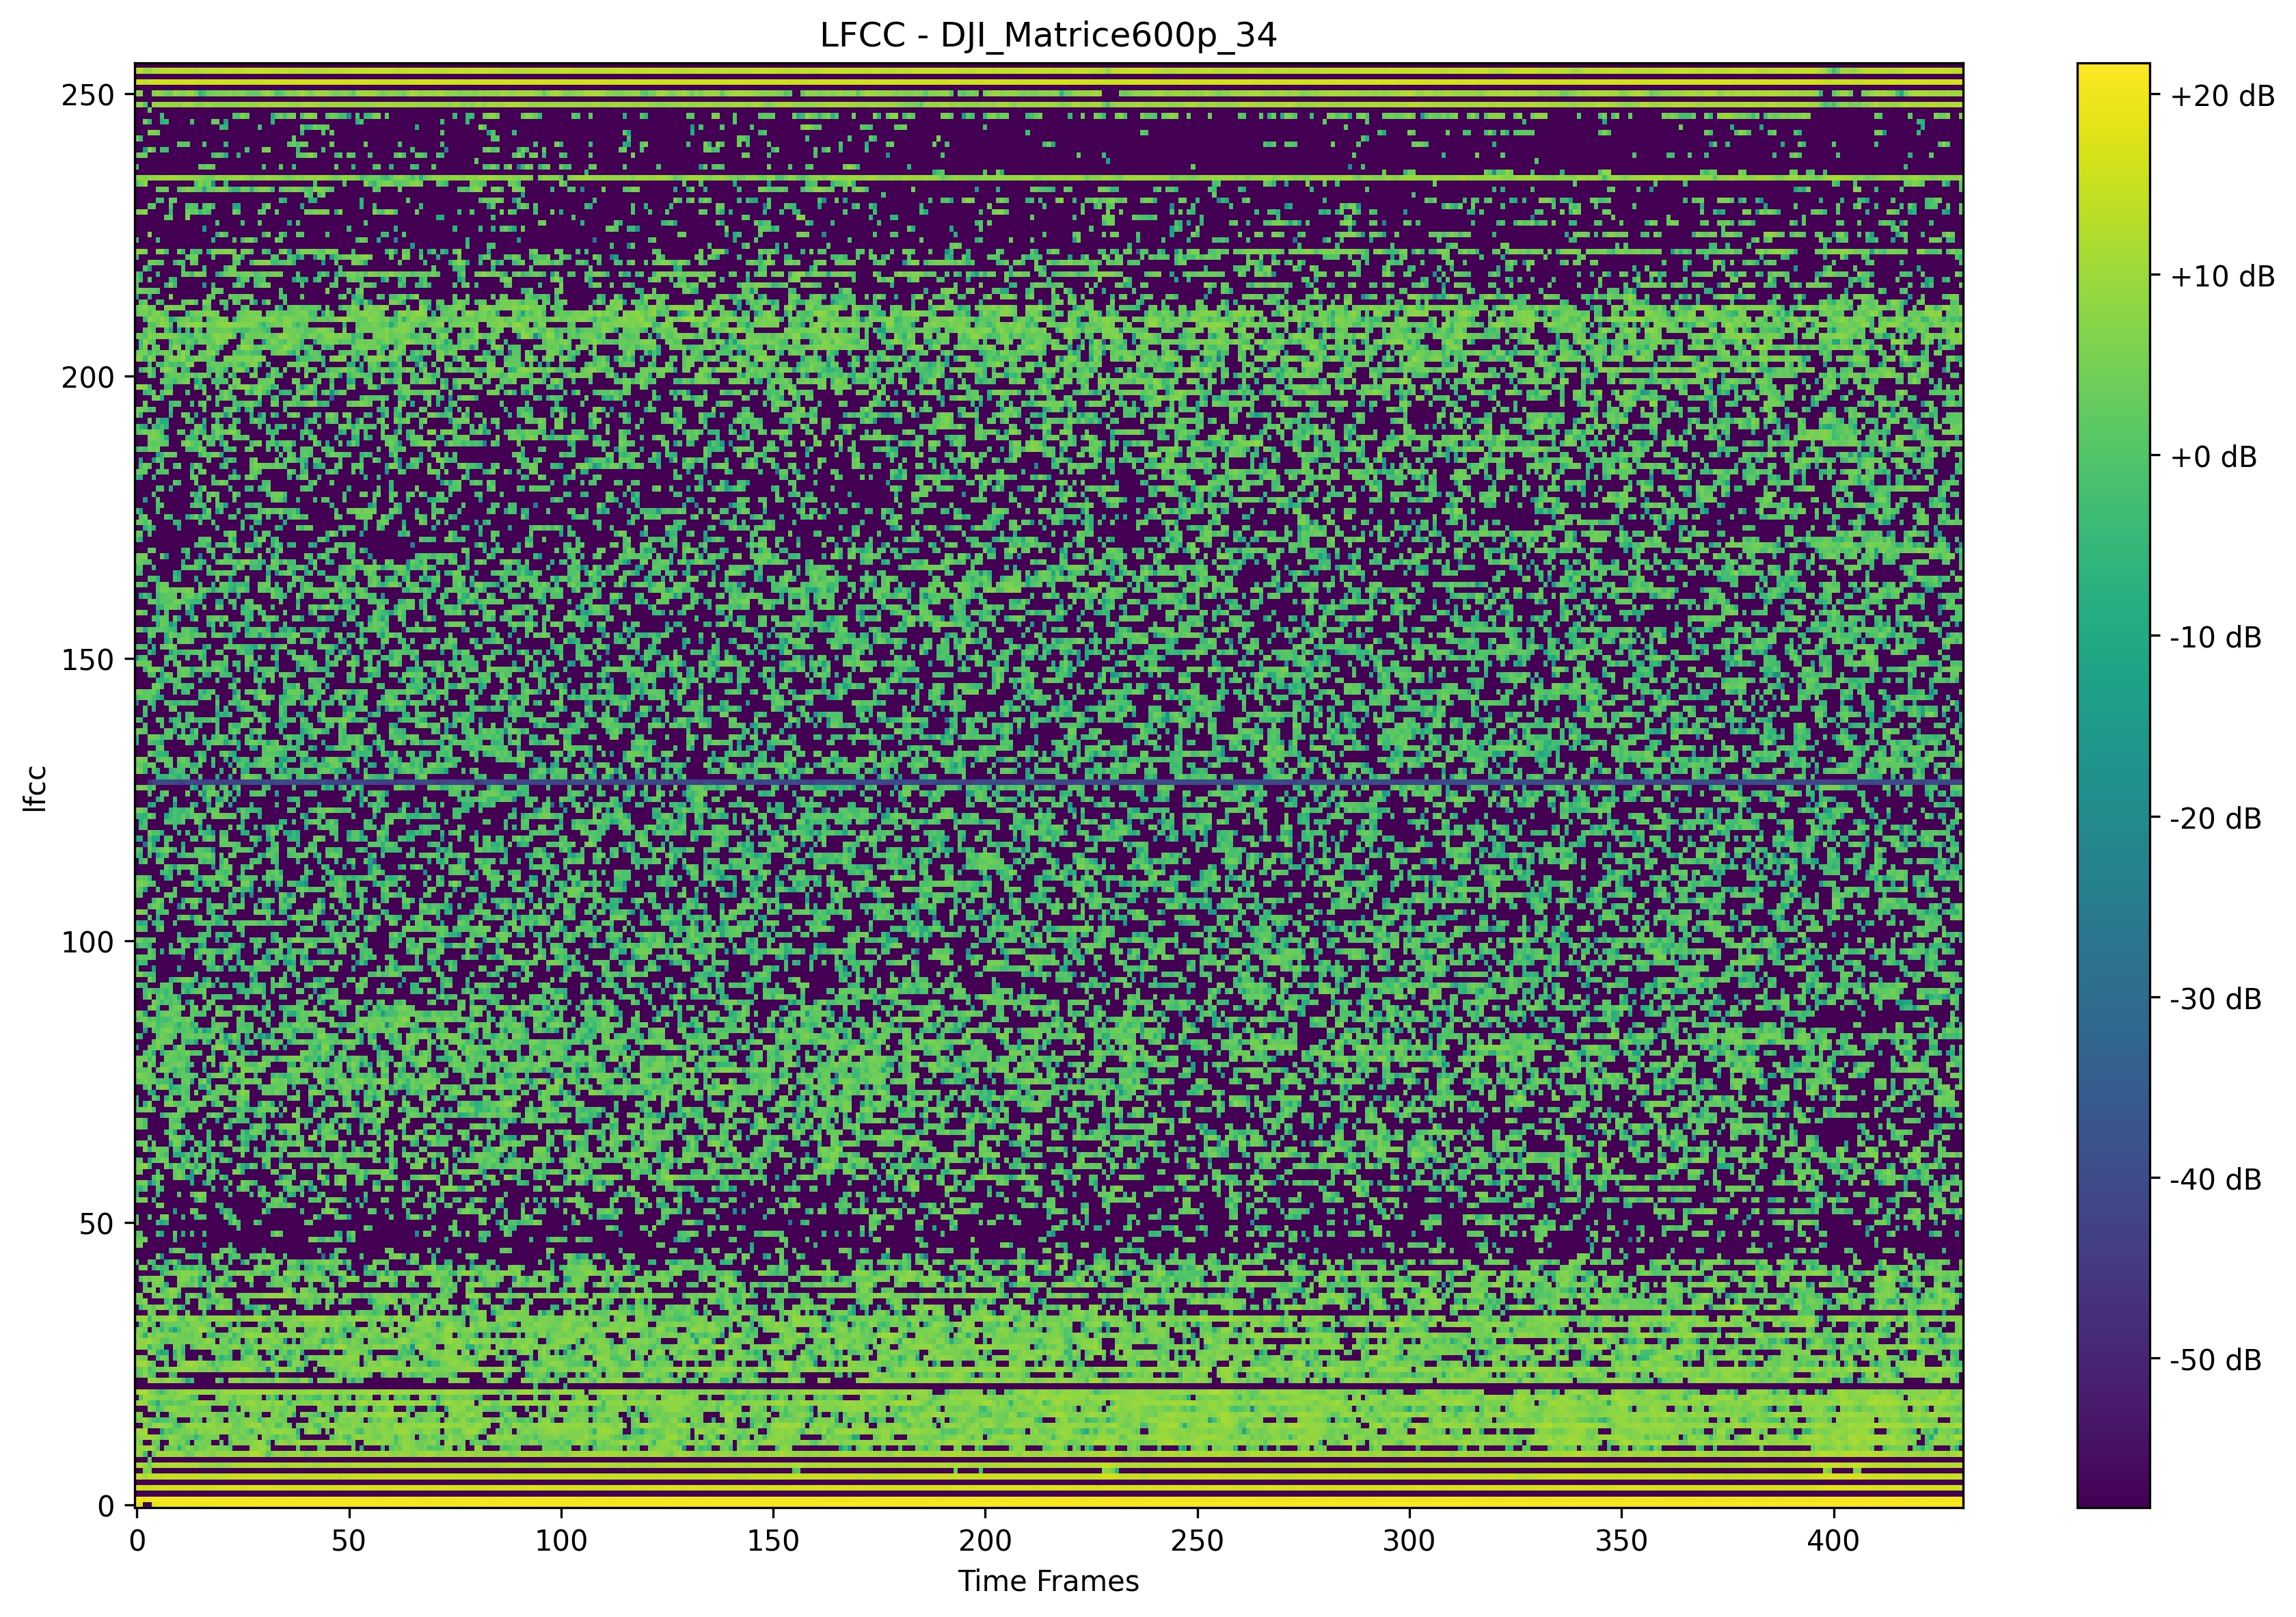 LFCC - DJI_Matrice600p_34
250
200
150
100
50
0
lfcc
0 50 100 150 200 250 300 350 400
Time Frames
+20 dB
+10 dB
+0 dB
-10 dB
-20 dB
-30 dB
-40 dB
-50 dB